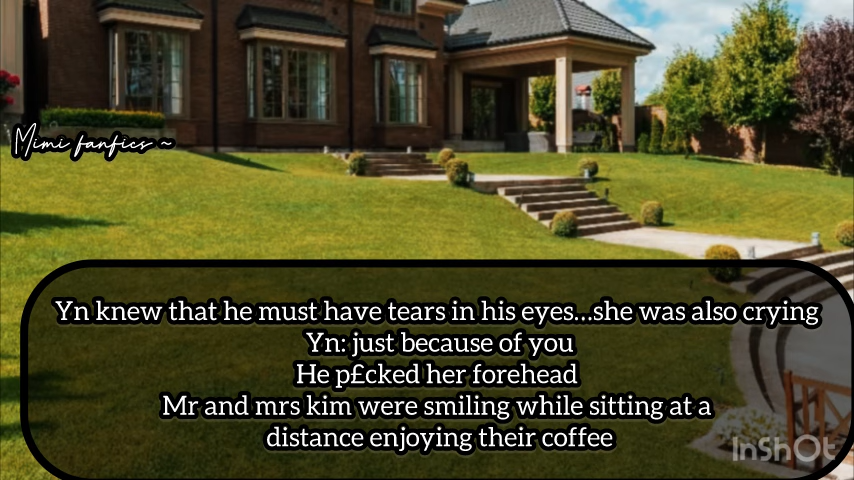 Mimi fanfics ~
Yn knew that he must have tears in his eyes...she was also crying
Yn: just because of you
He p£cked her forehead
Mr and mrs kim were smiling while sitting at a
distance enjoying their coffee
InShOt